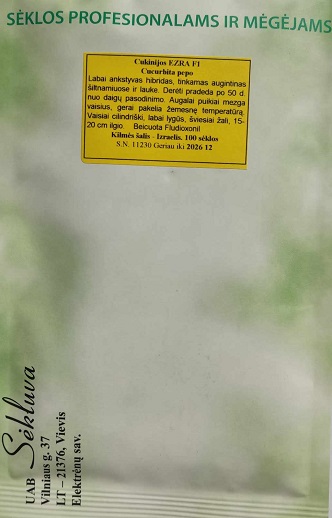 SĖKLOS PROFESIONALAMS IR MĖGĖJAMS
Cukinijos EZRA F1
Cucurbita pepo
Labai ankstyvas hibridas, tinkamas augintinas
šiltnamiuose ir lauke. Derėti pradeda po 50 d.
nuo daigų pasodinimo. Augalai puikiai mezga
vaisius, gerai pakelia žemesnę temperatūrą.
Vaisiai cilindriški, labai lygūs, šviesiai žali, 15-
20 cm ilgio. Beicuota Fludioxonil
Kilmės šalis - Izraelis. 100 sėklos
S.N. 11230 Geriau iki 2026 12
UAB Sėkluva
Vilniaus g. 37
LT – 21376, Vievis
Elektrėnų sav.